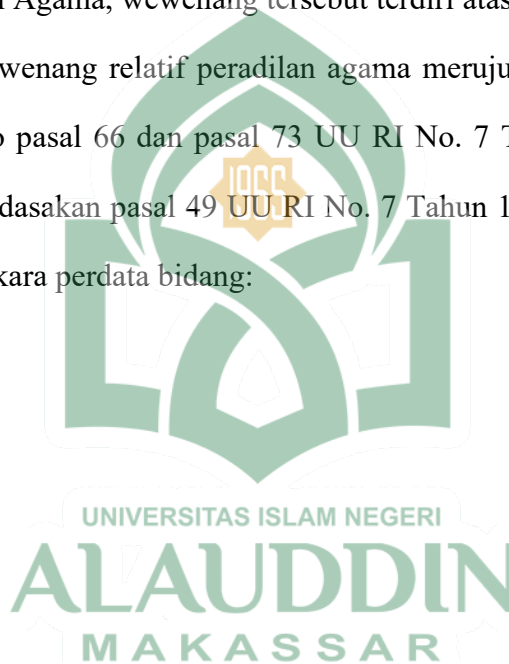 Agama, wewenang tersebut terdiri atas
wenang relatif peradilan agama meruju
pasal 66 dan pasal 73 UU RI No. 7 T
dasakan pasal 49 UU RI No. 7 Tahun 1
kara perdata bidang:
1965
UNIVERSITAS ISLAM NEGERI
ALAUDDIN
MAKASSAR